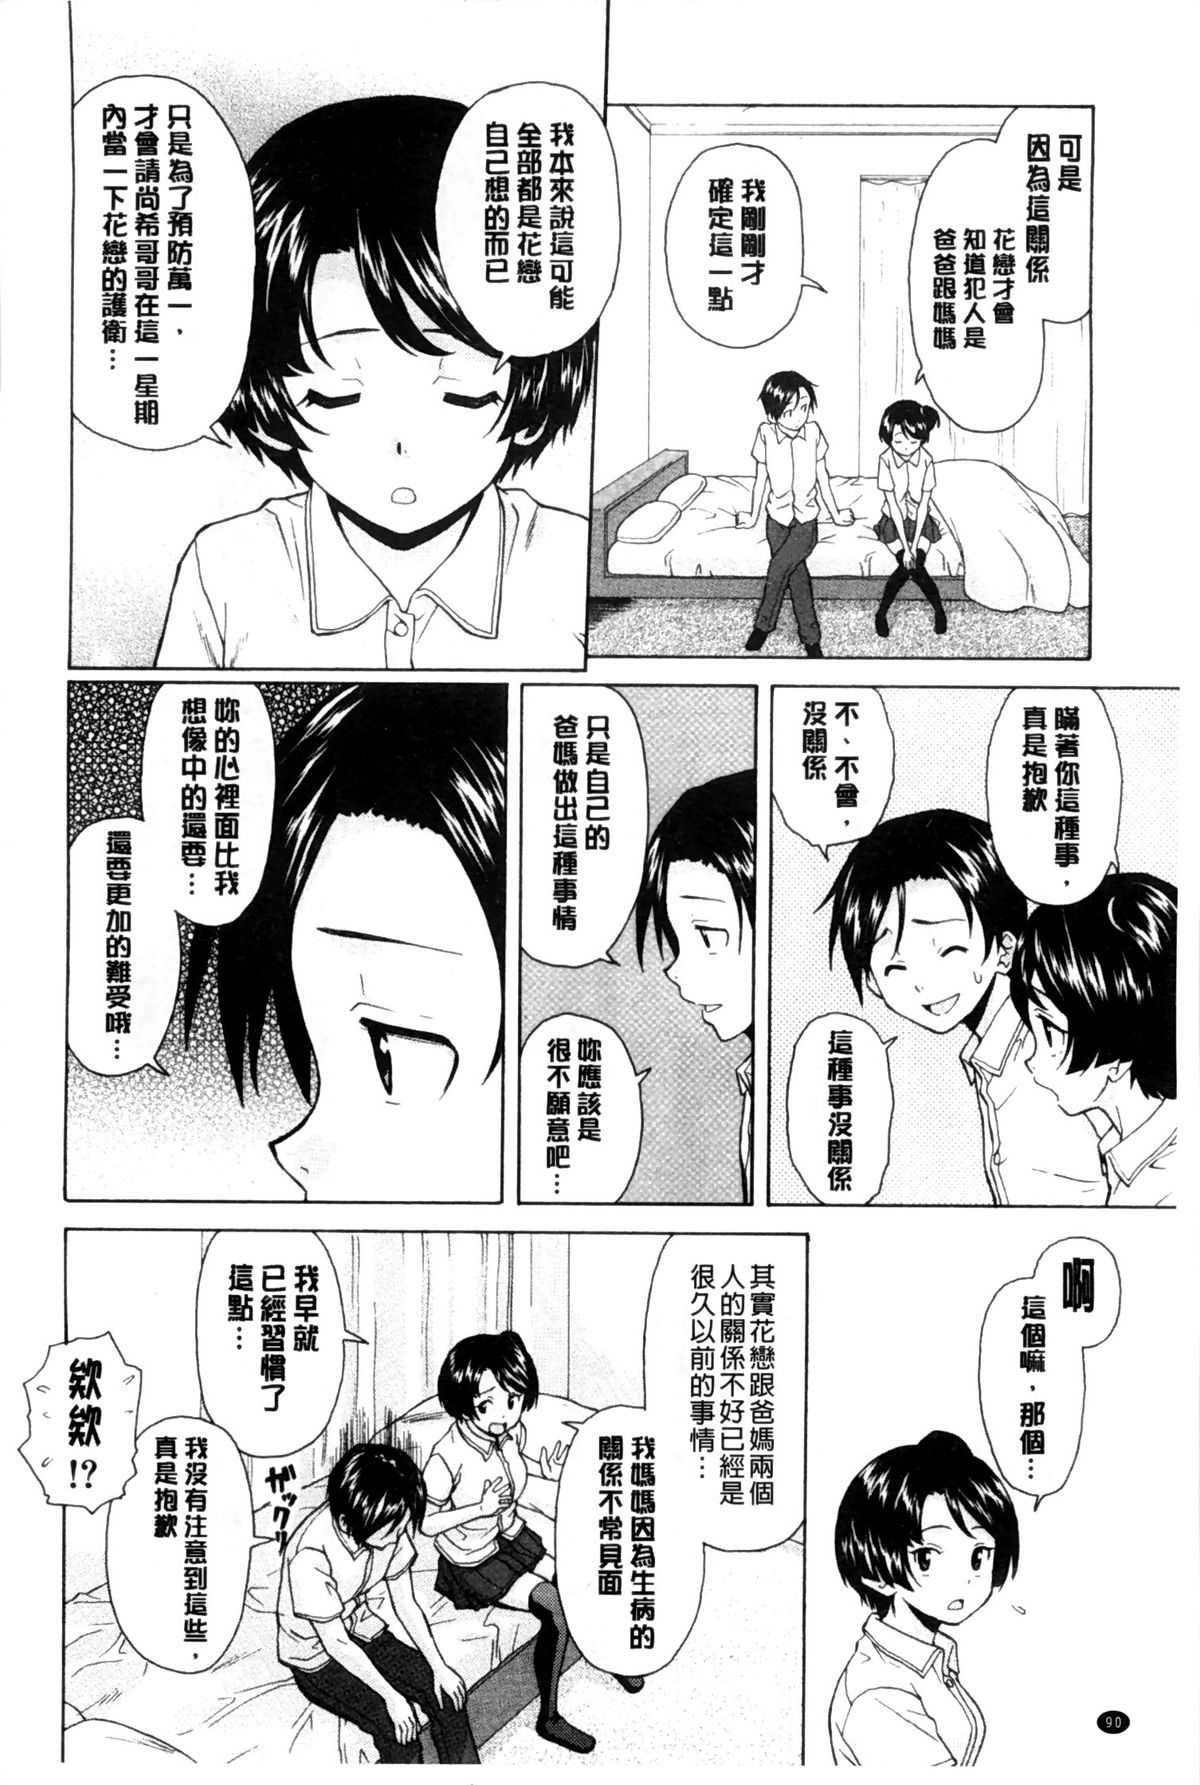 可是
因為這關係
花戀才會
知道犯人是
爸爸跟媽媽
我剛剛才
確定這一點
我本來說這可能
全部都是花戀
自己想的而已
只是為了預防萬一，
才會請尚希哥哥在這一星期
內當一下花戀的護衛…
瞞著你這種事，
真是抱歉
不、不會，
沒關係
這種事沒關係
只是自己的
爸媽做出這種事情
妳應該是
很不願意吧…
妳的心裡面比我
想像中的還要…
還要更加的難受哦…
啊
這個嘛，那個…
其實花戀跟爸媽兩個
人的關係不好已經是
很久以前的事情…
我媽媽因為生病的
關係不常見面
我早就
已經習慣了
這點…
ガックリ
我沒有注意到這些，
真是抱歉
欸欸!?
90